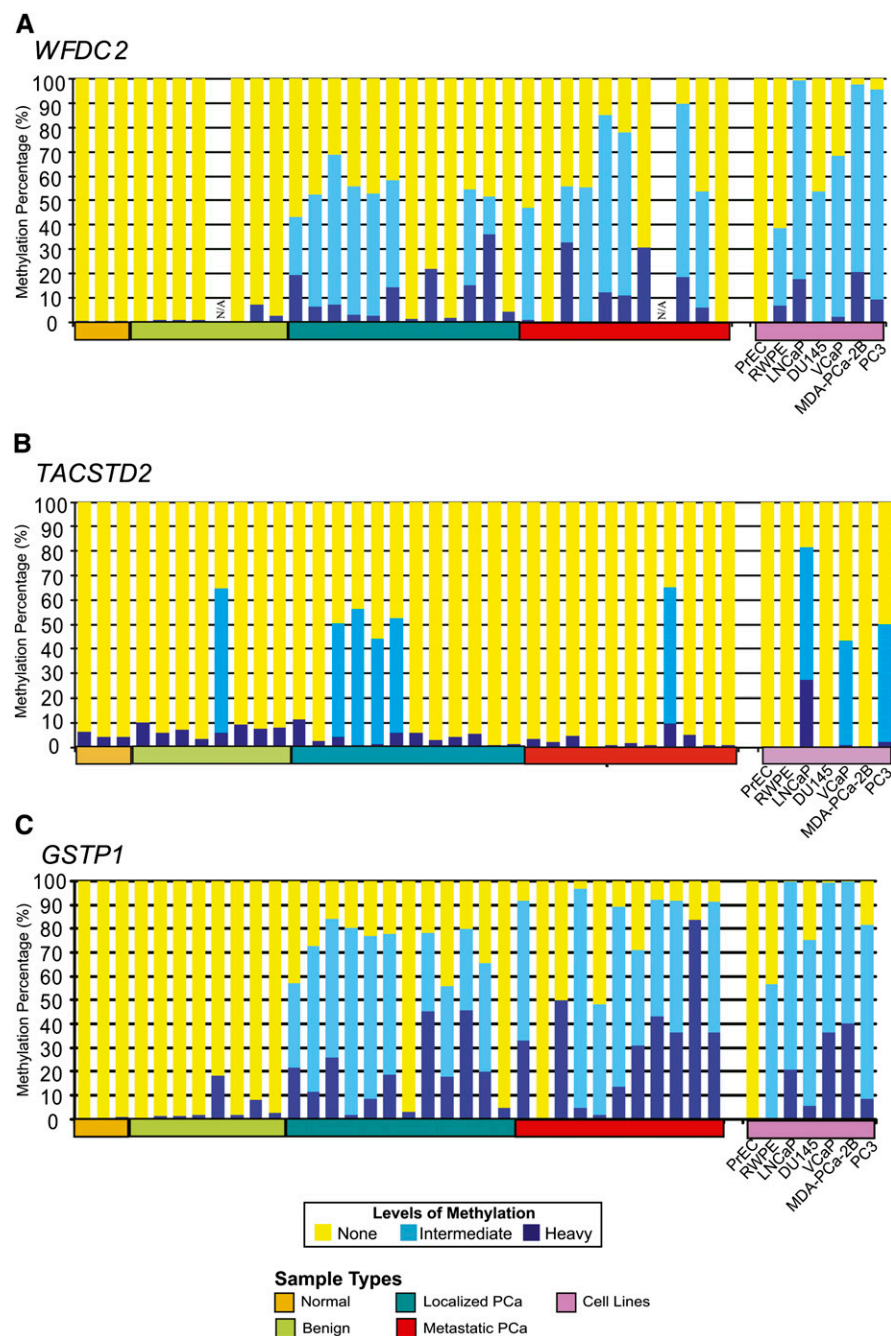 A
WFDC2
Methylation Percentage (%)
100
90
80
70
60
50
40
30
20
10
0
N/A
N/A
PrEC
RWPE
LNCaP
DU145
VCaP
MDA-PCa-2B
PC3
B
TACSTD2
Methylation Percentage (%)
100
90
80
70
60
50
40
30
20
10
0
PrEC
RWPE
LNCaP
DU145
VCaP
MDA-PCa-2B
PC3
C
GSTP1
Methylation Percentage (%)
100
90
80
70
60
50
40
30
20
10
0
PrEC
RWPE
LNCaP
DU145
VCaP
MDA-PCa-2B
PC3
Levels of Methylation
None Intermediate Heavy
Sample Types
Normal Localized PCa Cell Lines
Benign Metastatic PCa